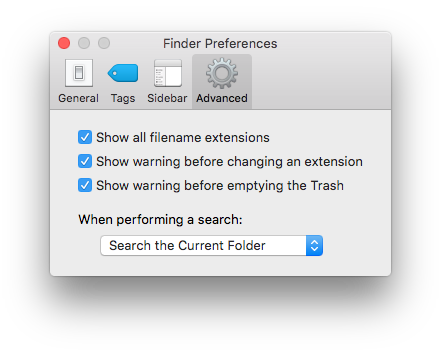 Finder Preferences
General Tags Sidebar Advanced
Show all filename extensions
Show warning before changing an extension
Show warning before emptying the Trash
When performing a search:
Search the Current Folder